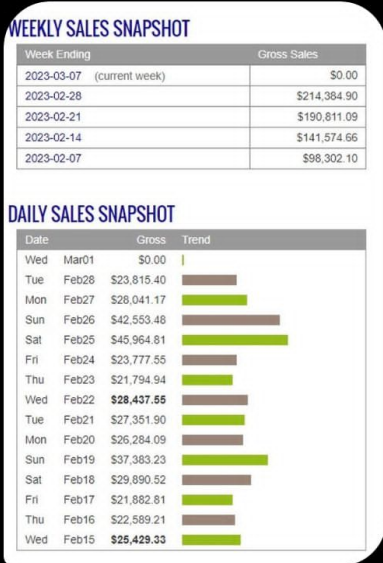 WEEKLY SALES SNAPSHOT
Week Ending Gross Sales
2023-03-07 (current week) $0.00
2023-02-28 $214,384.90
2023-02-21 $190,811.09
2023-02-14 $141,574.66
2023-02-07 $98,302.10
DAILY SALES SNAPSHOT
Date Gross Trend
Wed Mar01 $0.00
Tue Feb28 $23,815.40
Mon Feb27 $28,041.17
Sun Feb26 $42,553.48
Sat Feb25 $45,964.81
Fri Feb24 $23,777.55
Thu Feb23 $21,794.94
Wed Feb22 $28,437.55
Tue Feb21 $27,351.90
Mon Feb20 $26,284.09
Sun Feb19 $37,383.23
Sat Feb18 $29,890.52
Fri Feb17 $21,882.81
Thu Feb16 $22,589.21
Wed Feb15 $25,429.33